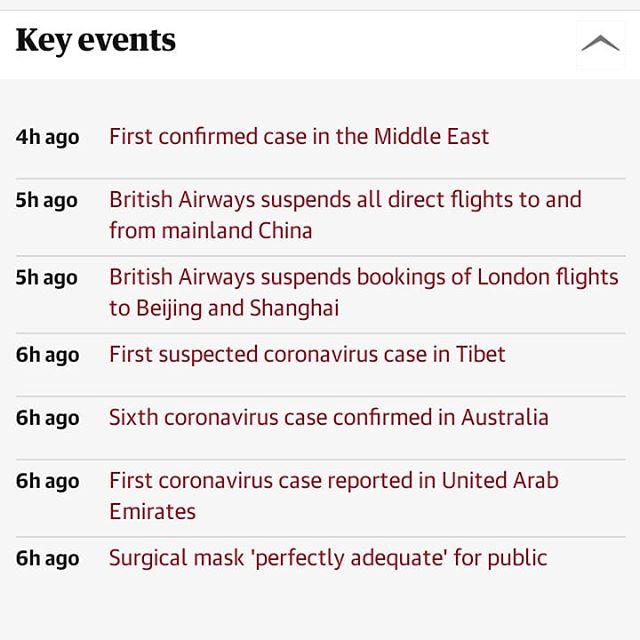 Key events
4h ago First confirmed case in the Middle East
5h ago British Airways suspends all direct flights to and
from mainland China
5h ago British Airways suspends bookings of London flights
to Beijing and Shanghai
6h ago First suspected coronavirus case in Tibet
6h ago Sixth coronavirus case confirmed in Australia
6h ago First coronavirus case reported in United Arab
Emirates
6h ago Surgical mask 'perfectly adequate' for public